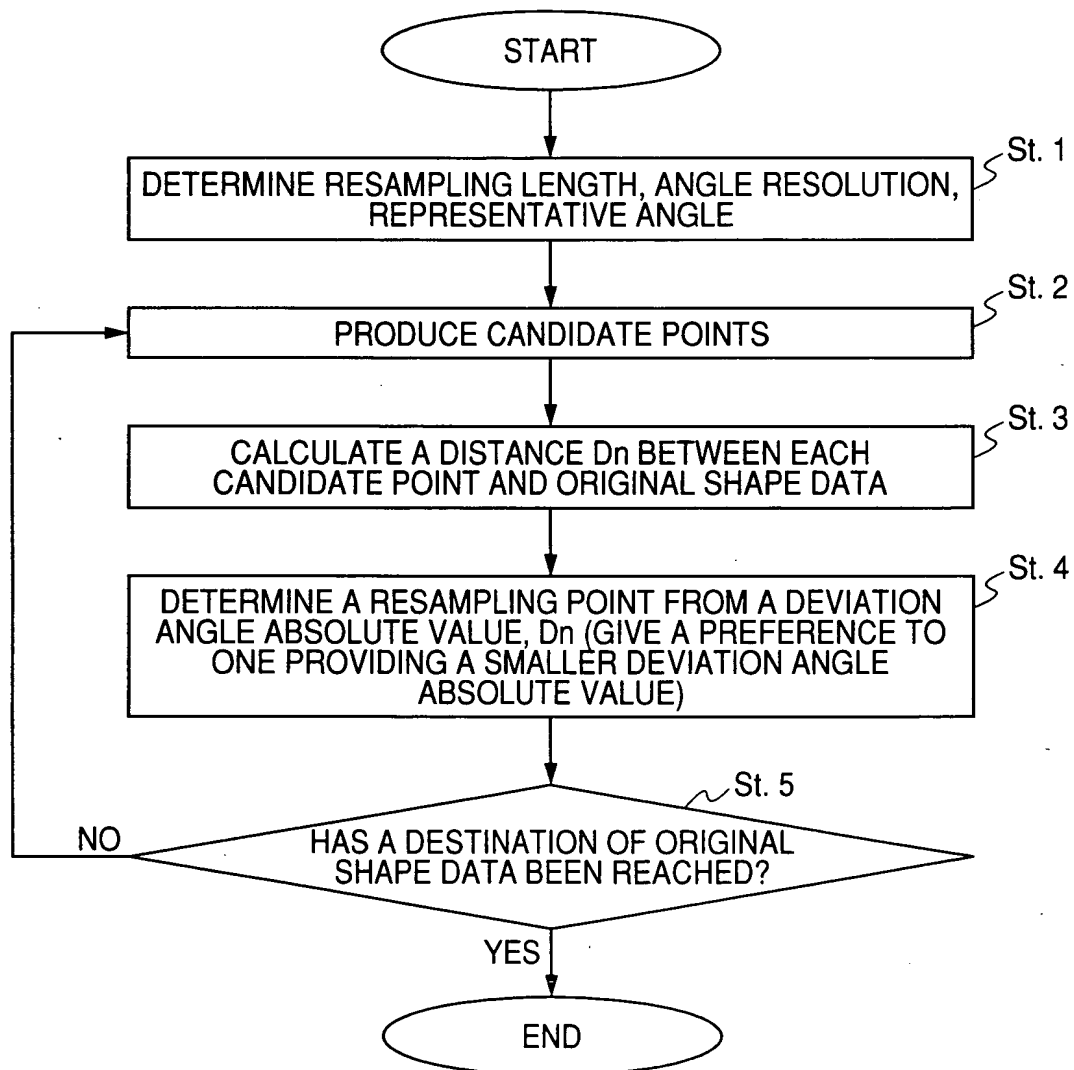 START
St. 1
DETERMINE RESAMPLING LENGTH, ANGLE RESOLUTION,
REPRESENTATIVE ANGLE
St. 2
PRODUCE CANDIDATE POINTS
St. 3
CALCULATE A DISTANCE Dn BETWEEN EACH
CANDIDATE POINT AND ORIGINAL SHAPE DATA
St. 4
DETERMINE A RESAMPLING POINT FROM A DEVIATION
ANGLE ABSOLUTE VALUE, Dn (GIVE A PREFERENCE TO
ONE PROVIDING A SMALLER DEVIATION ANGLE
ABSOLUTE VALUE)
St. 5
NO
HAS A DESTINATION OF ORIGINAL
SHAPE DATA BEEN REACHED?
YES
END